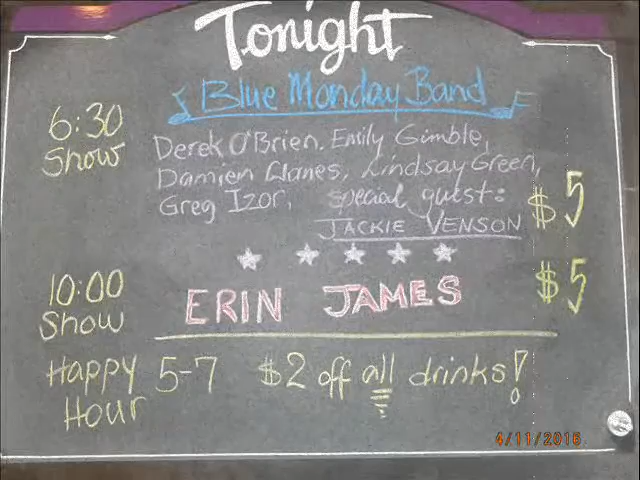 Tonight
Blue Monday Band
6:30
Show
Derek O'Brien. Emily Gimble,
Damien Llanes, Lindsay Green,
Greg Izor, special guest:
JACKIE VENSON
$5
10:00
Show
ERIN JAMES
$5
Happy Hour 5-7 $2 off all drinks!
4/11/2016